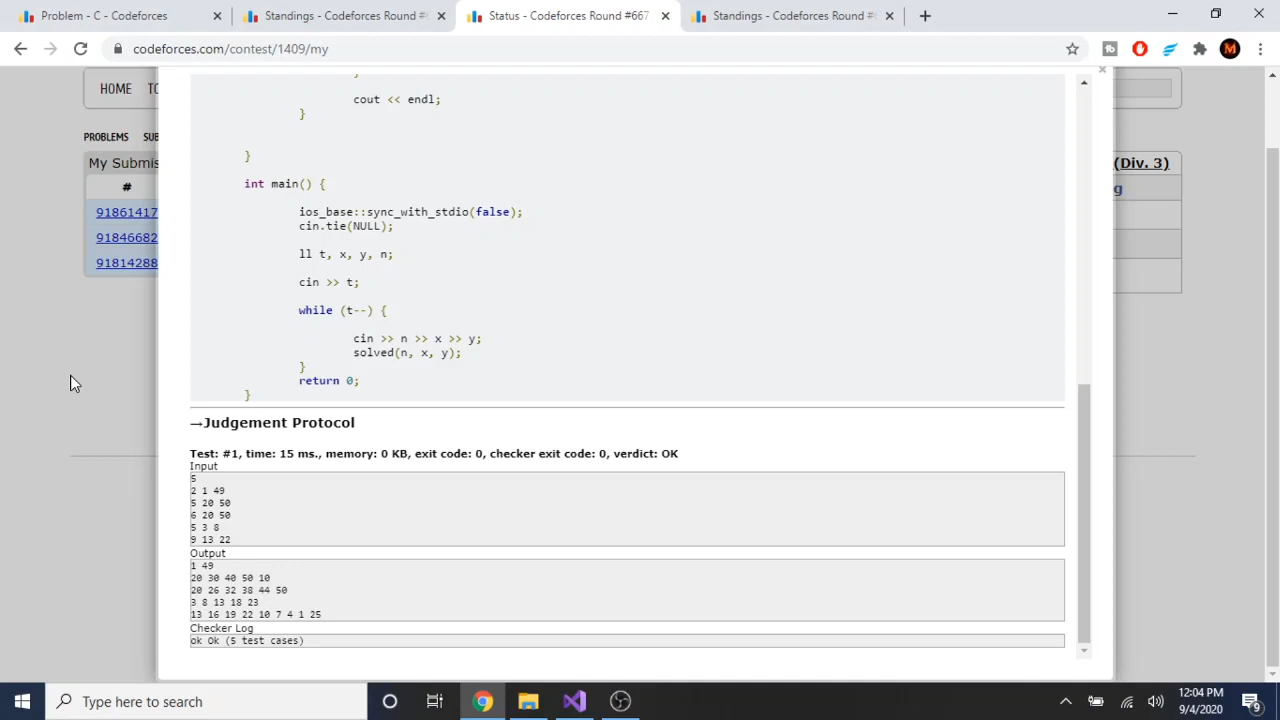 Problem - C - Codeforces
Standings - Codeforces Round #
Status - Codeforces Round #667
Standings - Codeforces Round #
codeforces.com/contest/1409/my
HOME
PROBLEMS
My Submis
#
91861417
91846682
91814288
(Div. 3)
cout << endl;
}
}
int main() {
ios_base::sync_with_stdio(false);
cin.tie(NULL);
ll t, x, y, n;
cin >> t;
while (t--) {
cin >> n >> x >> y;
solved(n, x, y);
}
return 0;
}
→Judgement Protocol
Test: #1, time: 15 ms., memory: 0 KB, exit code: 0, checker exit code: 0, verdict: OK
Input
5
2 1 49
5 20 50
6 20 50
5 3 8
9 13 22
Output
1 49
20 30 40 50 10
20 26 32 38 44 50
3 8 13 18 23
13 16 19 22 10 7 4 1 25
Checker Log
ok Ok (5 test cases)
Type here to search
12:04 PM
9/4/2020